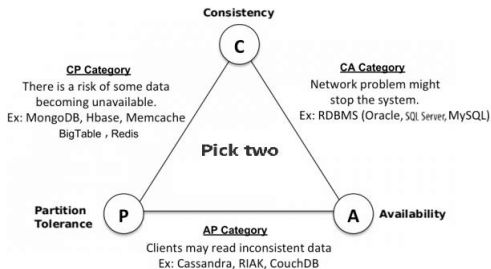 Consistency
C
CP Category
There is a risk of some data
becoming unavailable.
Ex: MongoDB, Hbase, Memcache
BigTable , Redis
CA Category
Network problem might
stop the system.
Ex: RDBMS (Oracle, SQL Server, MySQL)
Pick two
Partition
Tolerance
P
A
Availability
AP Category
Clients may read inconsistent data
Ex: Cassandra, RIAK, CouchDB